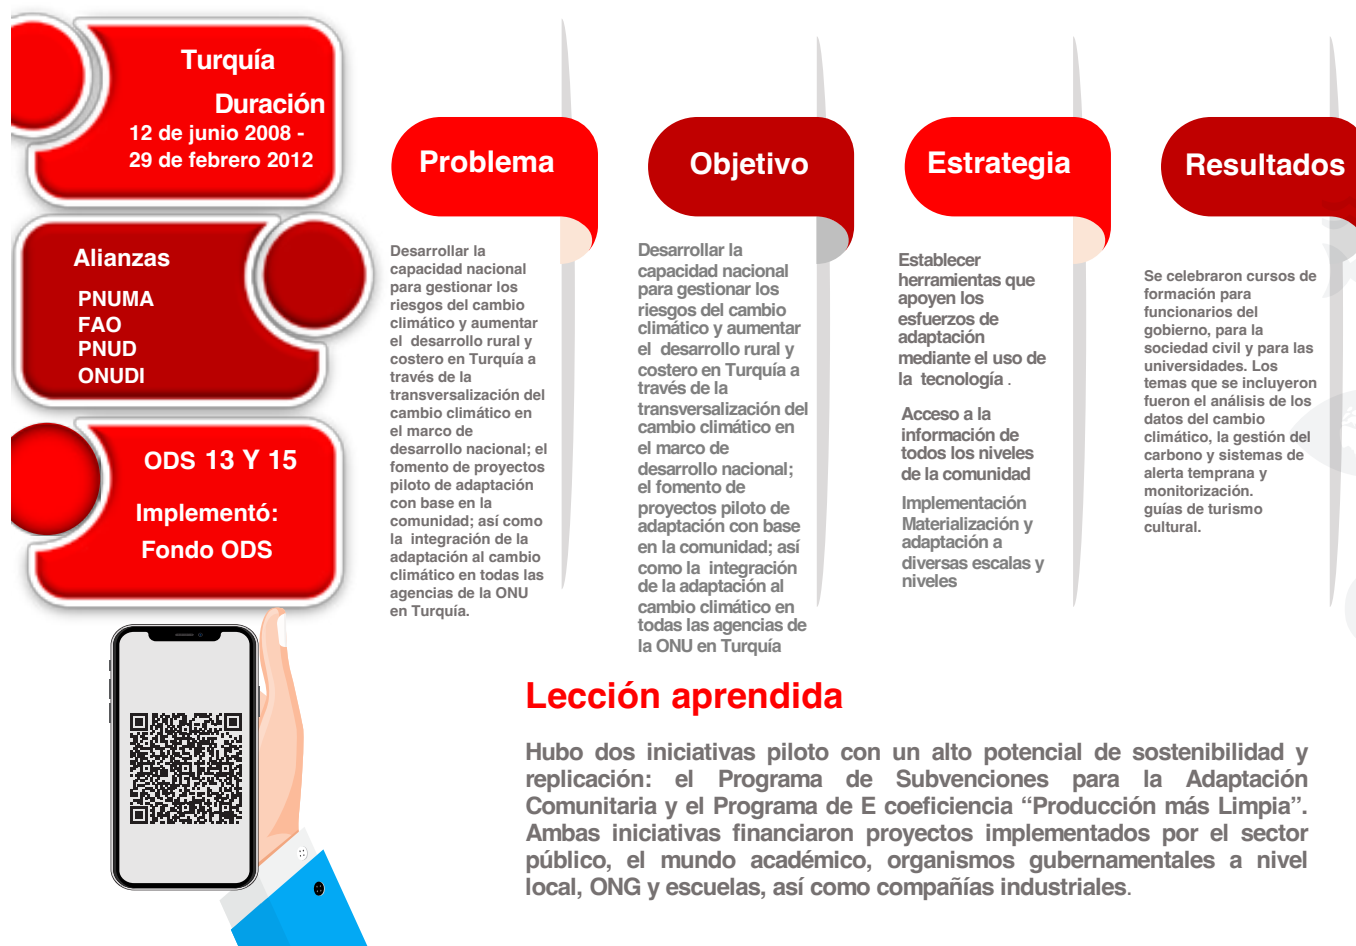 Turquía
Duración
12 de junio 2008 -
29 de febrero 2012
Alianzas
PNUMA
FAO
PNUD
ONUDI
ODS 13 Y 15
Implementó:
Fondo ODS
Problema
Desarrollar la
capacidad nacional
para gestionar los
riesgos del cambio
climático y aumentar
el desarrollo rural y
costero en Turquía a
través de la
transversalización del
cambio climático en
el marco de
desarrollo nacional; el
fomento de proyectos
piloto de adaptación
con base en la
comunidad; así como
la integración de la
adaptación al cambio
climático en todas las
agencias de la ONU
en Turquía.
Objetivo
Desarrollar la
capacidad nacional
para gestionar los
riesgos del cambio
climático y aumentar
el desarrollo rural y
costero en Turquía a
través de la
transversalización del
cambio climático en
el marco de
desarrollo nacional;
el fomento de
proyectos piloto de
adaptación con base
en la comunidad; así
como la integración
de la adaptación al
cambio climático en
todas las agencias de
la ONU en Turquía
Estrategia
Establecer
herramientas que
apoyen los
esfuerzos de
adaptación
mediante el uso de
la tecnología .
Acceso a la
información de
todos los niveles
de la comunidad
Implementación
Materialización y
adaptación a
diversas escalas y
niveles
Resultados
Se celebraron cursos de
formación para
funcionarios del
gobierno, para la
sociedad civil y para las
universidades. Los
temas que se incluyeron
fueron el análisis de los
datos del cambio
climático, la gestión del
carbono y sistemas de
alerta temprana y
monitorización.
guías de turismo
cultural.
Lección aprendida
Hubo dos iniciativas piloto con un alto potencial de sostenibilidad y
replicación: el Programa de Subvenciones para la Adaptación
Comunitaria y el Programa de E coeficiencia “Producción más Limpia”.
Ambas iniciativas financiaron proyectos implementados por el sector
público, el mundo académico, organismos gubernamentales a nivel
local, ONG y escuelas, así como compañías industriales.